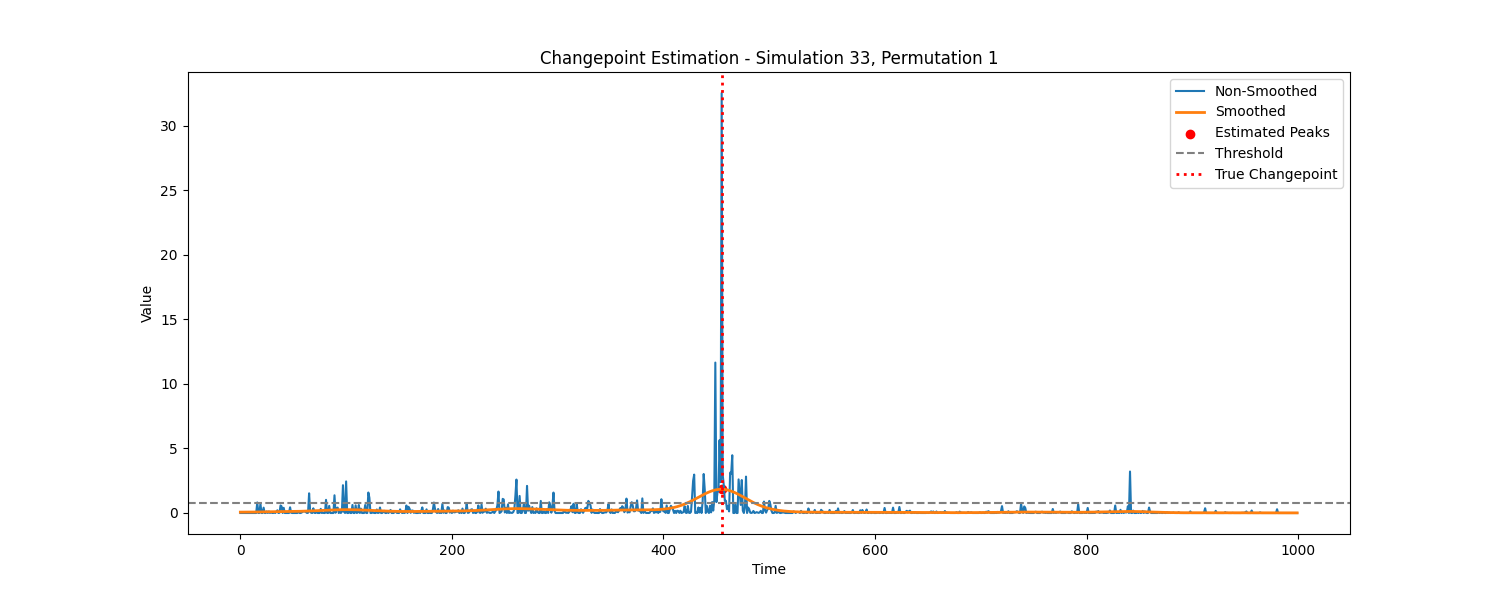 Changepoint Estimation - Simulation 33, Permutation 1
Non-Smoothed
Smoothed
Estimated Peaks
Threshold
True Changepoint
Value
30
25
20
15
10
5
0
0
200
400
600
800
1000
Time